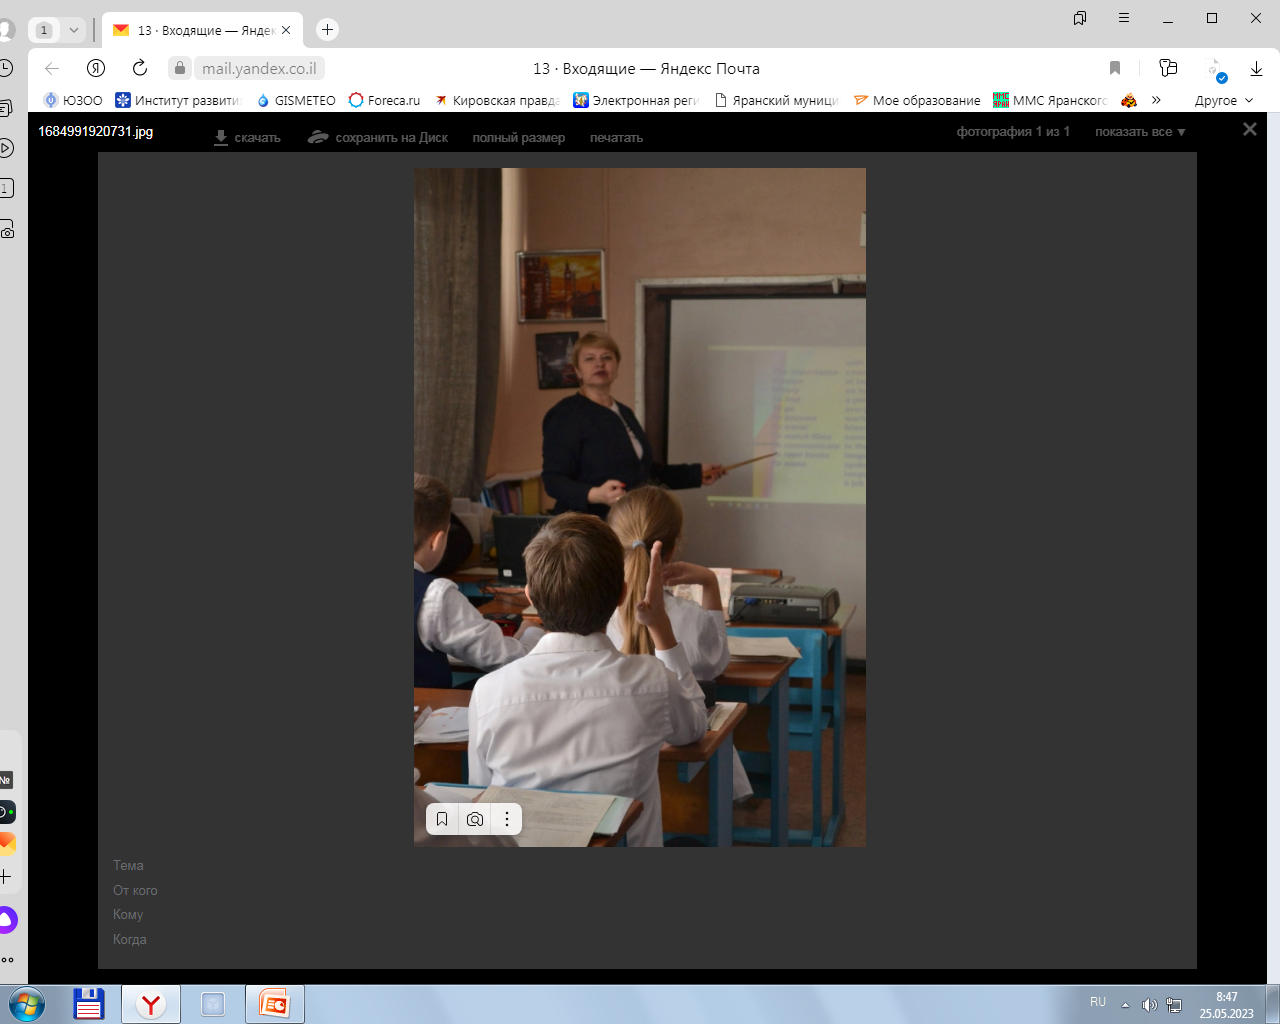 1
13 · Входящие — Яндек
mail.yandex.co.il
13 · Входящие — Яндекс Почта
ЮЗОО
Институт развити
GISMETEO
Foreca.ru
Кировская правда
Электронная реги
Яранский муници
Мое образование
ММС Яранского
»
Другое
1684991920731.jpg
скачать
сохранить на Диск
полный размер
печатать
фотография 1 из 1
показать все
1
№
Тема
От кого
Кому
Когда
RU
8:47
25.05.2023